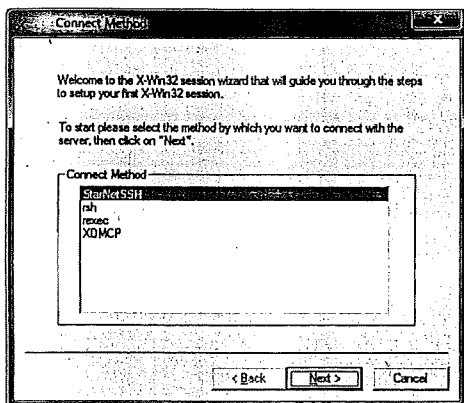 Connect Method
Welcome to the X-Win32 session wizard that will guide you through the steps
to setup your first X-Win32 session.
To start please select the method by which you want to connect with the
server, then click on "Next".
Connect Method
StarNetSSH
rsh
rexec
XDMCP
< Back
Next >
Cancel